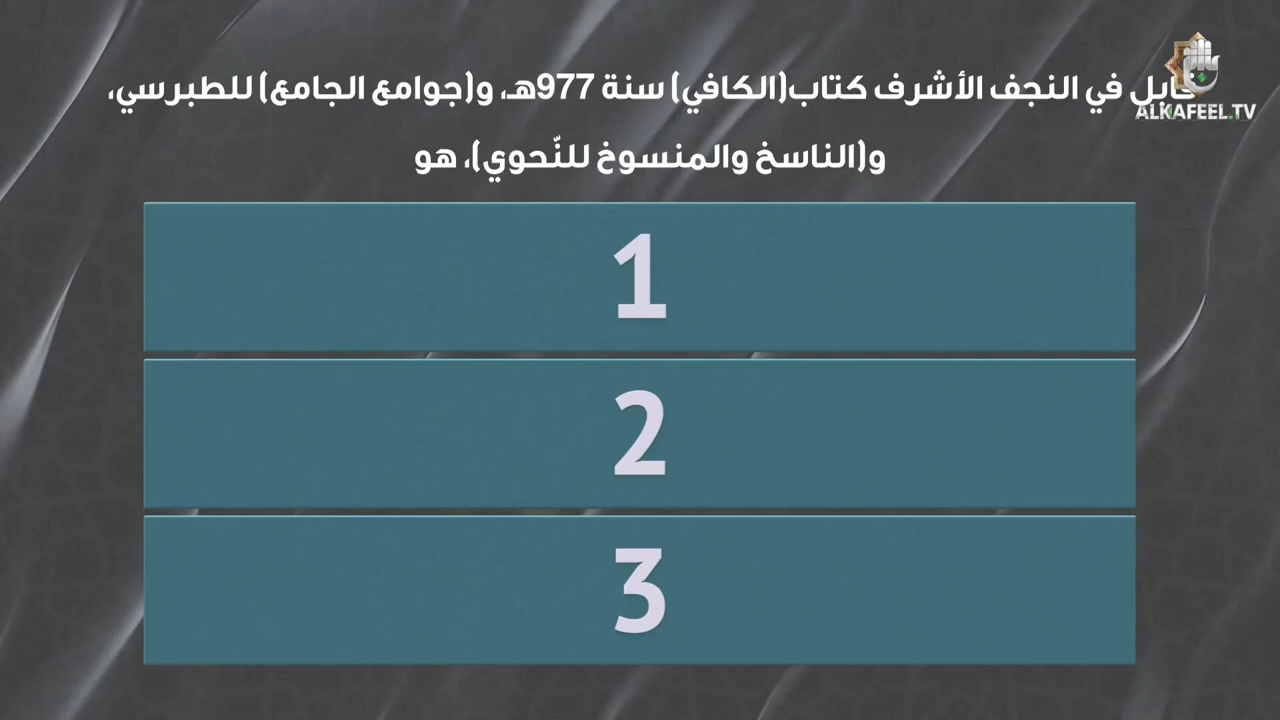 قابل في النجف الأشرف كتاب(الكافي) سنة 977هـ، و(جوامع الجامع) للطبرسي،
و(الناسخ والمنسوخ للنّحوي)، هو
1
2
3
ALKAFEEL.TV